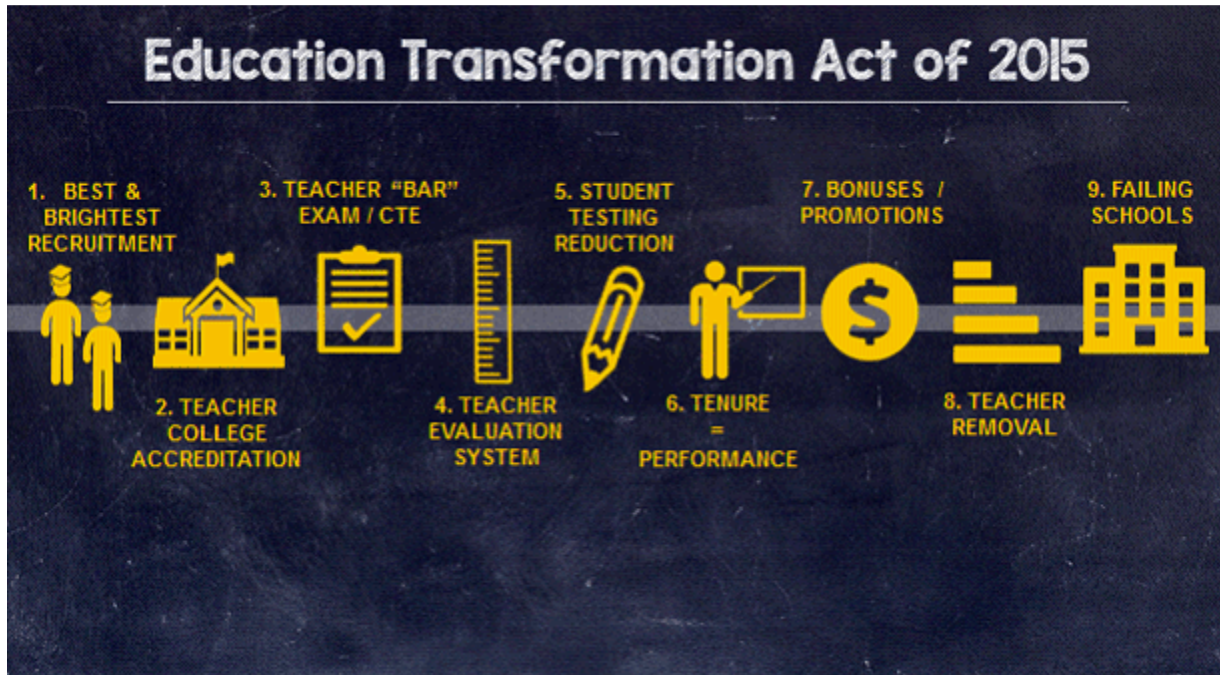 Education Transformation Act of 2015
1. BEST &
BRIGHTEST
RECRUITMENT
2. TEACHER
COLLEGE
ACCREDITATION
3. TEACHER “BAR”
EXAM / CTE
4. TEACHER
EVALUATION
SYSTEM
5. STUDENT
TESTING
REDUCTION
6. TENURE
=
PERFORMANCE
7. BONUSES /
PROMOTIONS
$
8. TEACHER
REMOVAL
9. FAILING
SCHOOLS